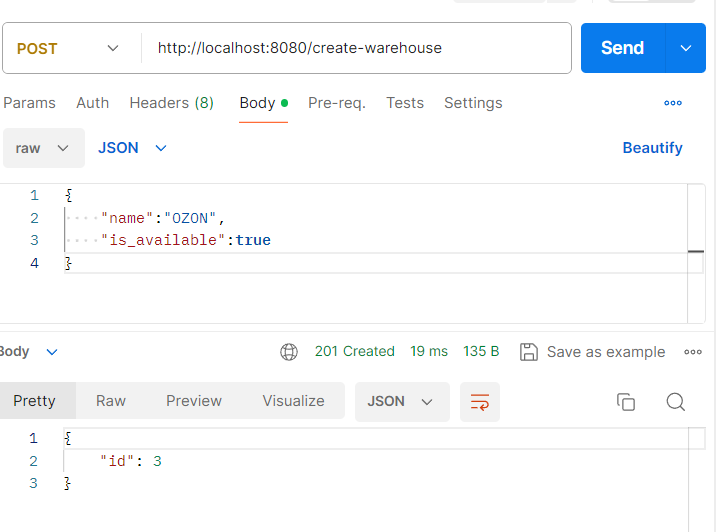 POST http://localhost:8080/create-warehouse Send
Params Auth Headers (8) Body Pre-req. Tests Settings
raw JSON Beautify
1 {
2 "name":"OZON",
3 "is_available":true
4 }
Body 201 Created 19 ms 135 B Save as example
Pretty Raw Preview Visualize JSON
1 {
2 "id": 3
3 }